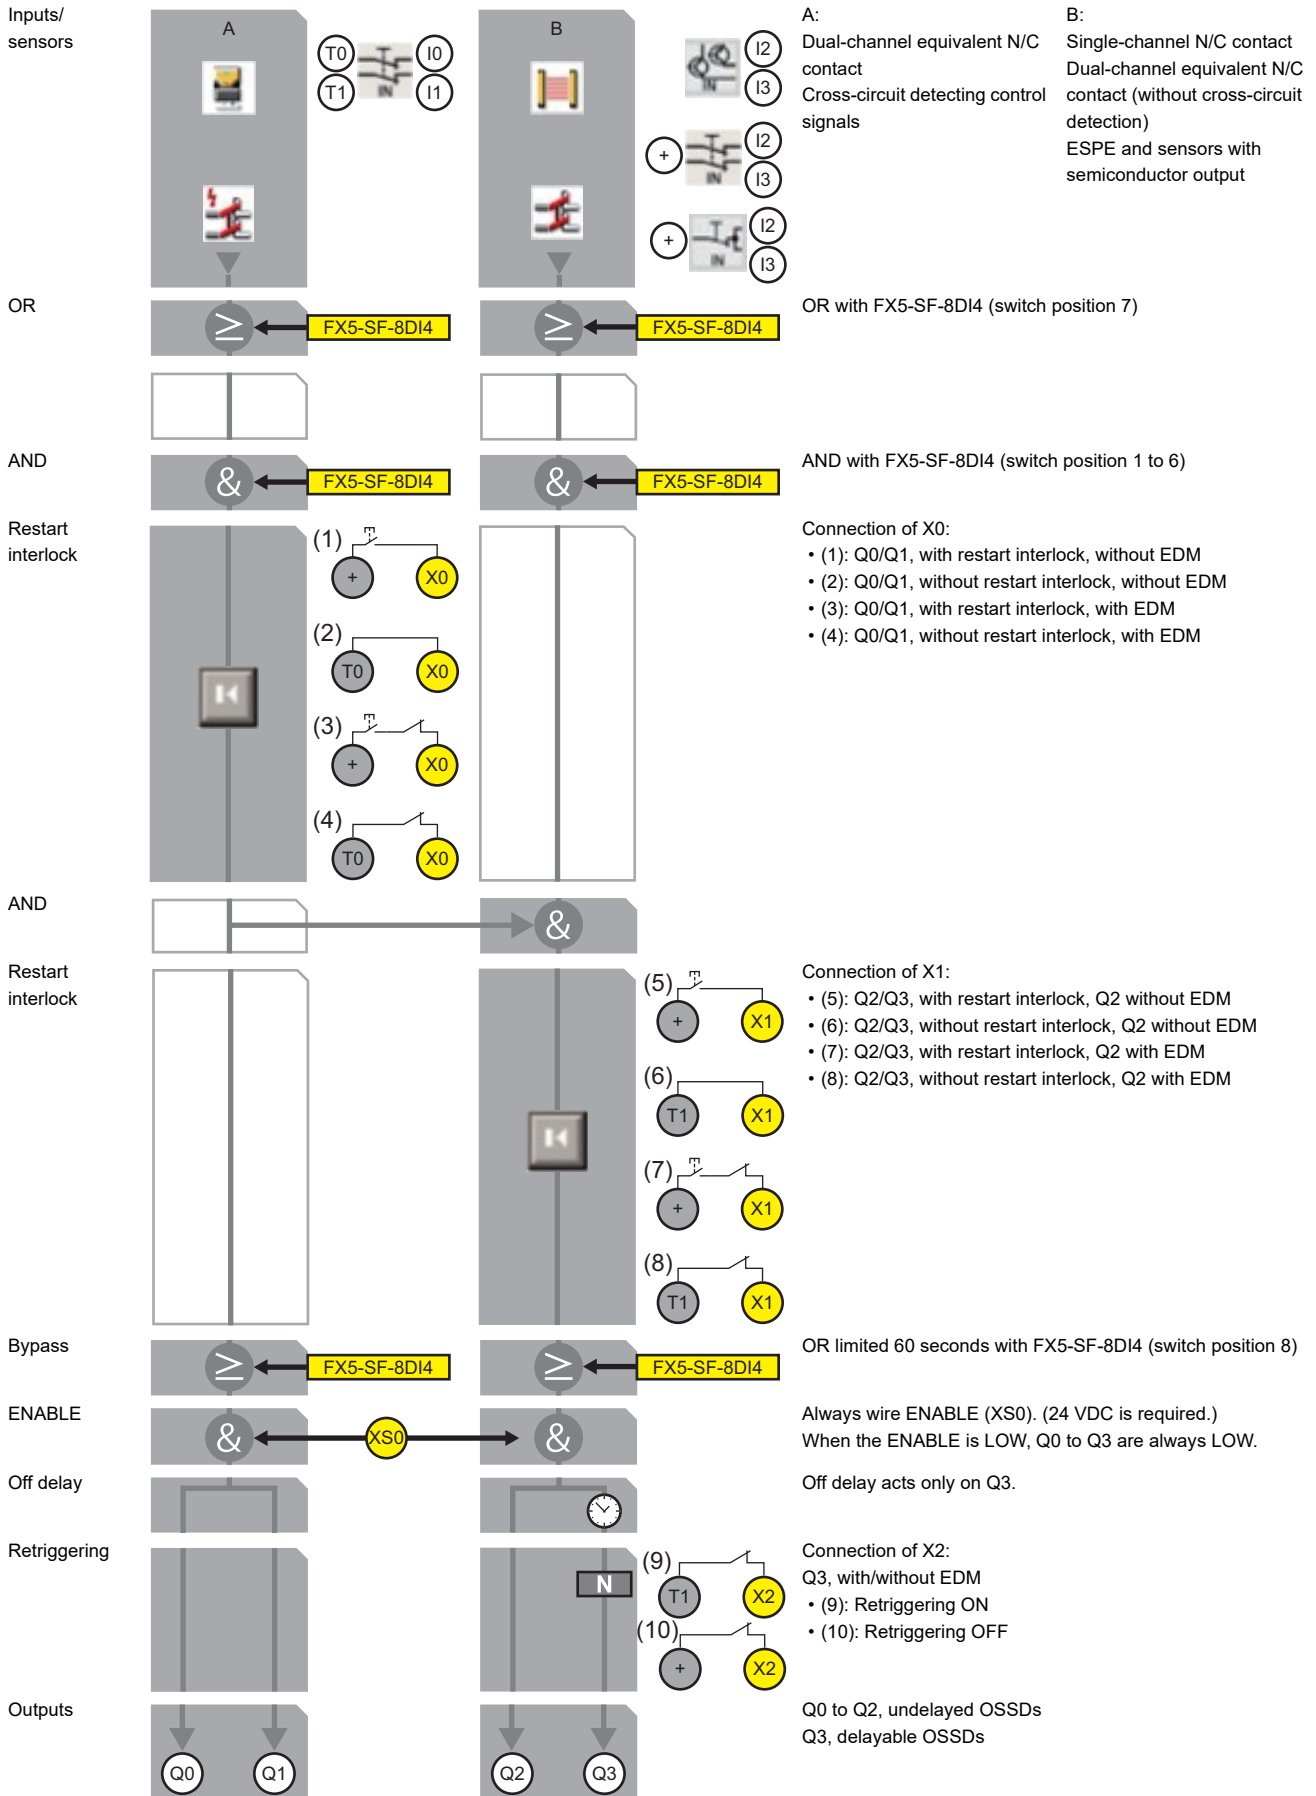 Inputs/
sensors
A
T0
T1
IN
I0
I1
B
IN
I2
I3
+
IN
I2
I3
+
IN
I2
I3
A:
Dual-channel equivalent N/C
contact
Cross-circuit detecting control
signals
B:
Single-channel N/C contact
Dual-channel equivalent N/C
contact (without cross-circuit
detection)
ESPE and sensors with
semiconductor output
OR
≥
FX5-SF-8DI4
≥
FX5-SF-8DI4
OR with FX5-SF-8DI4 (switch position 7)
AND
&
FX5-SF-8DI4
&
FX5-SF-8DI4
AND with FX5-SF-8DI4 (switch position 1 to 6)
Restart
interlock
(1)
+
X0
(2)
T0
X0
(3)
+
X0
(4)
T0
X0
Connection of X0:
• (1): Q0/Q1, with restart interlock, without EDM
• (2): Q0/Q1, without restart interlock, without EDM
• (3): Q0/Q1, with restart interlock, with EDM
• (4): Q0/Q1, without restart interlock, with EDM
AND
&
Restart
interlock
(5)
+
X1
(6)
T1
X1
(7)
+
X1
(8)
T1
X1
Connection of X1:
• (5): Q2/Q3, with restart interlock, Q2 without EDM
• (6): Q2/Q3, without restart interlock, Q2 without EDM
• (7): Q2/Q3, with restart interlock, Q2 with EDM
• (8): Q2/Q3, without restart interlock, Q2 with EDM
Bypass
≥
FX5-SF-8DI4
≥
FX5-SF-8DI4
OR limited 60 seconds with FX5-SF-8DI4 (switch position 8)
ENABLE
&
XS0
&
Always wire ENABLE (XS0). (24 VDC is required.)
When the ENABLE is LOW, Q0 to Q3 are always LOW.
Off delay
Off delay acts only on Q3.
Retriggering
N
(9)
T1
X2
(10)
+
X2
Connection of X2:
Q3, with/without EDM
• (9): Retriggering ON
• (10): Retriggering OFF
Outputs
Q0
Q1
Q2
Q3
Q0 to Q2, undelayed OSSDs
Q3, delayable OSSDs